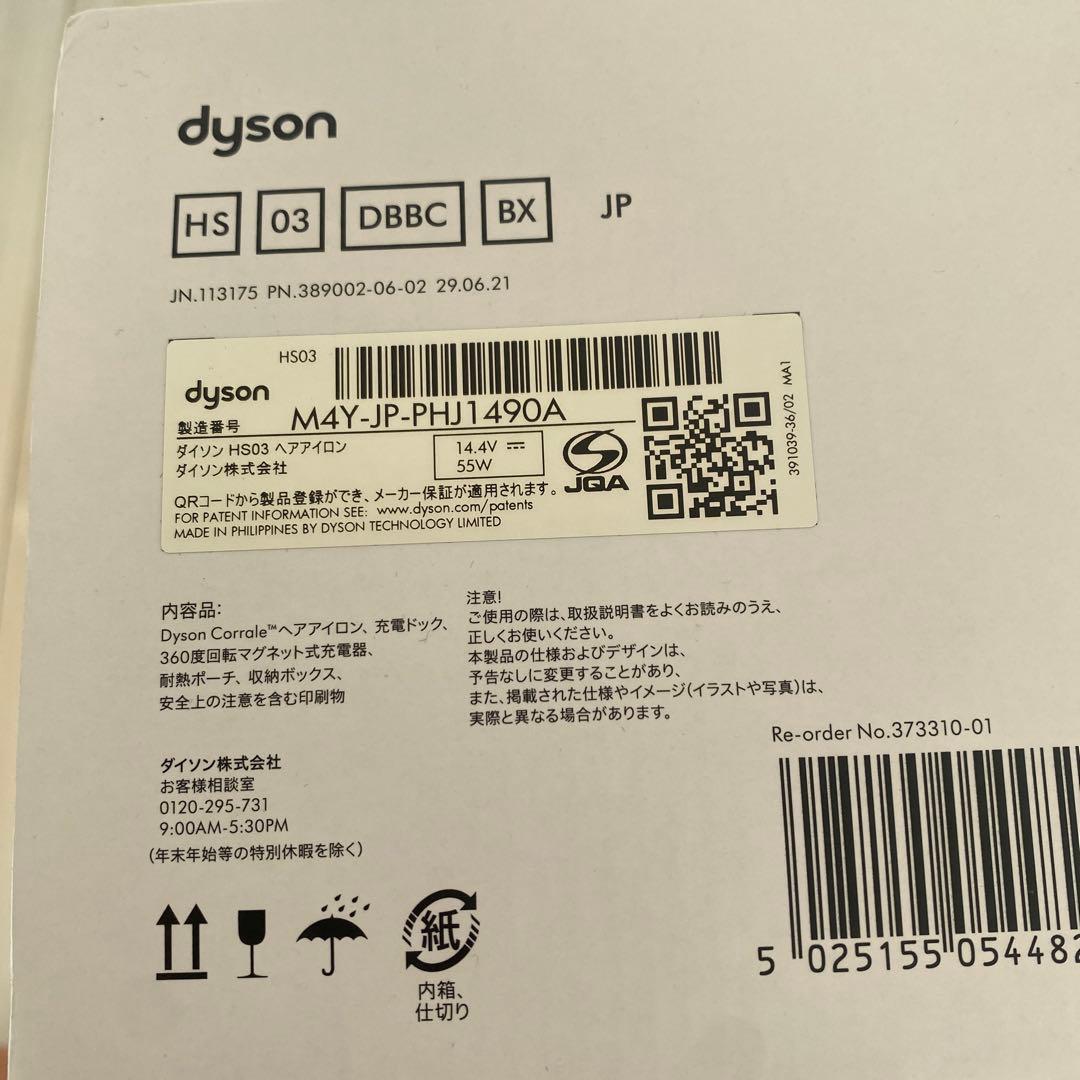 dyson
HS 03 DBBC BX JP
JN.113175 PN.389002-06-02 29.06.21
HS03
dyson
製造番号 M4Y-JP-PHJ1490A
ダイソン HS03 ヘアアイロン
ダイソン株式会社
14.4V
55W
JQA
QRコードから製品登録ができ、メーカー保証が適用されます。
FOR PATENT INFORMATION SEE: www.dyson.com/patents
MADE IN PHILIPPINES BY DYSON TECHNOLOGY LIMITED
391039-36/02 MA1
内容品:
Dyson Corrale™ヘアアイロン、充電ドック、
360度回転マグネット式充電器、
耐熱ポーチ、収納ボックス、
安全上の注意を含む印刷物
注意!
ご使用の際は、取扱説明書をよくお読みのうえ、
正しくお使いください。
本製品の仕様およびデザインは、
予告なしに変更することがあり、
また、掲載された仕様やイメージ(イラストや写真)は、
実際と異なる場合があります。
ダイソン株式会社
お客様相談室
0120-295-731
9:00AM-5:30PM
(年末年始等の特別休暇を除く)
Re-order No.373310-01
5 025155 054482
紙
内箱、
仕切り